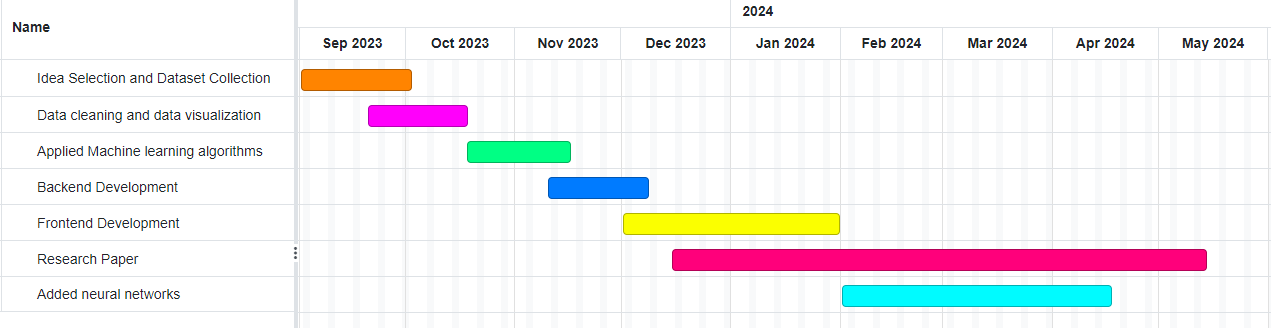 Name
2024
Sep 2023 Oct 2023 Nov 2023 Dec 2023 Jan 2024 Feb 2024 Mar 2024 Apr 2024 May 2024
Idea Selection and Dataset Collection
Data cleaning and data visualization
Applied Machine learning algorithms
Backend Development
Frontend Development
Research Paper
Added neural networks